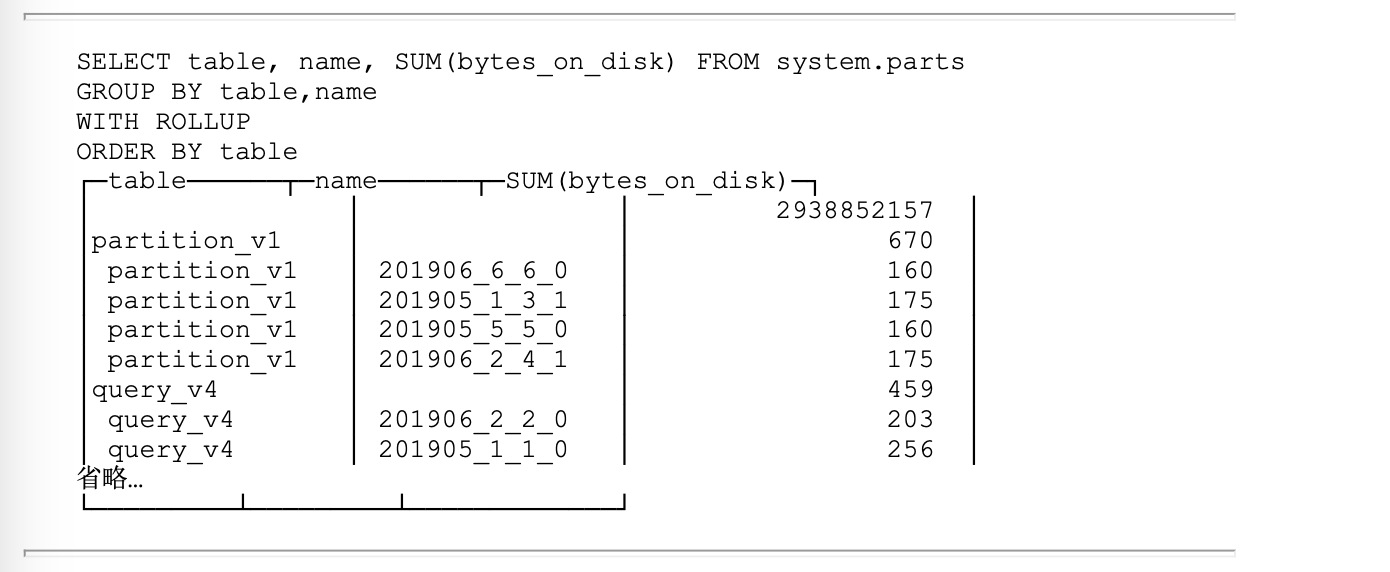 SELECT table, name, SUM(bytes_on_disk) FROM system.parts
GROUP BY table,name
WITH ROLLUP
ORDER BY table
┌─table──────┬─name──────┬─SUM(bytes_on_disk)─┐
│ │ │ 2938852157 │
│partition_v1 │ │ 670 │
│ partition_v1 │ 201906_6_6_0 │ 160 │
│ partition_v1 │ 201905_1_3_1 │ 175 │
│ partition_v1 │ 201905_5_5_0 │ 160 │
│ partition_v1 │ 201906_2_4_1 │ 175 │
│query_v4 │ │ 459 │
│ query_v4 │ 201906_2_2_0 │ 203 │
│ query_v4 │ 201905_1_1_0 │ 256 │
省略…